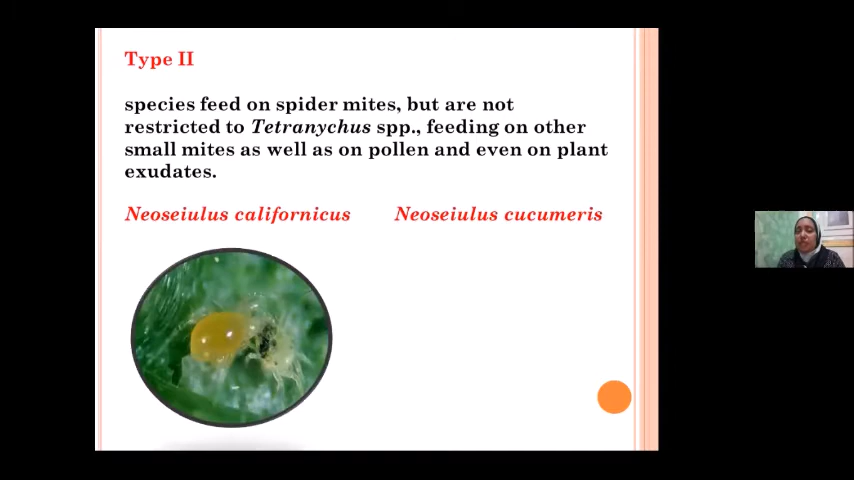 Type II
species feed on spider mites, but are not
restricted to Tetranychus spp., feeding on other
small mites as well as on pollen and even on plant
exudates.
Neoseiulus californicus Neoseiulus cucumeris